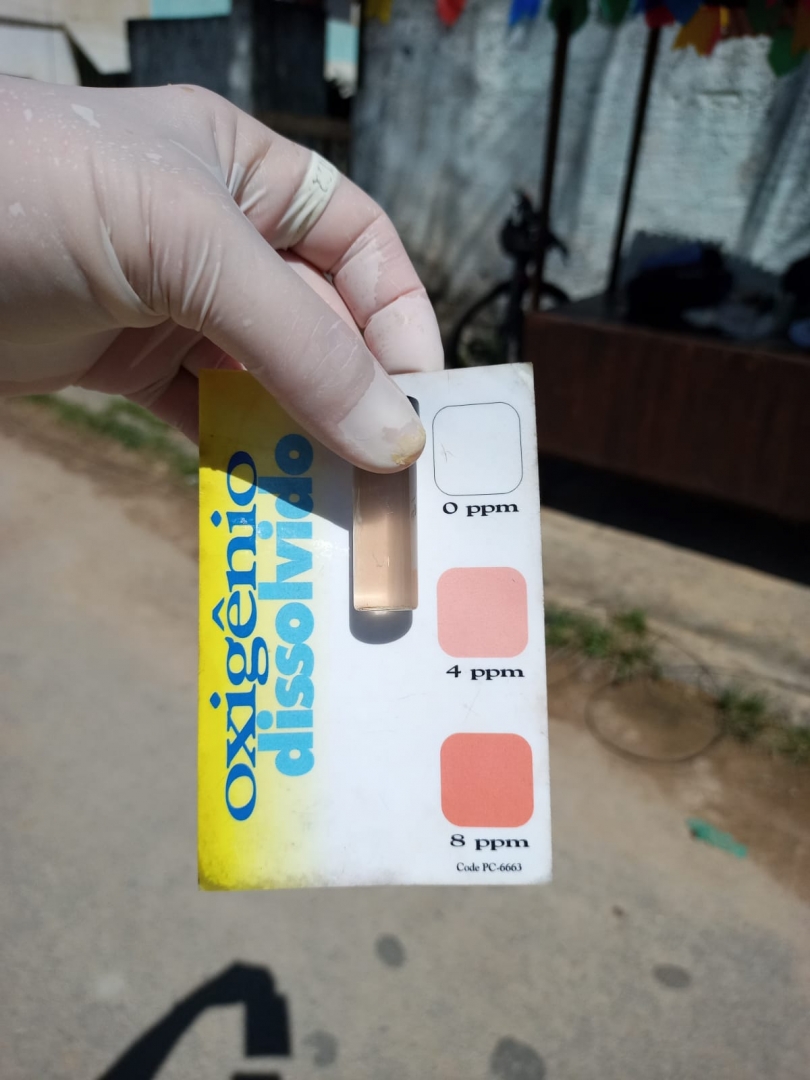 oxigênio
dissolvido
0 ppm
4 ppm
8 ppm
Code PC-6663